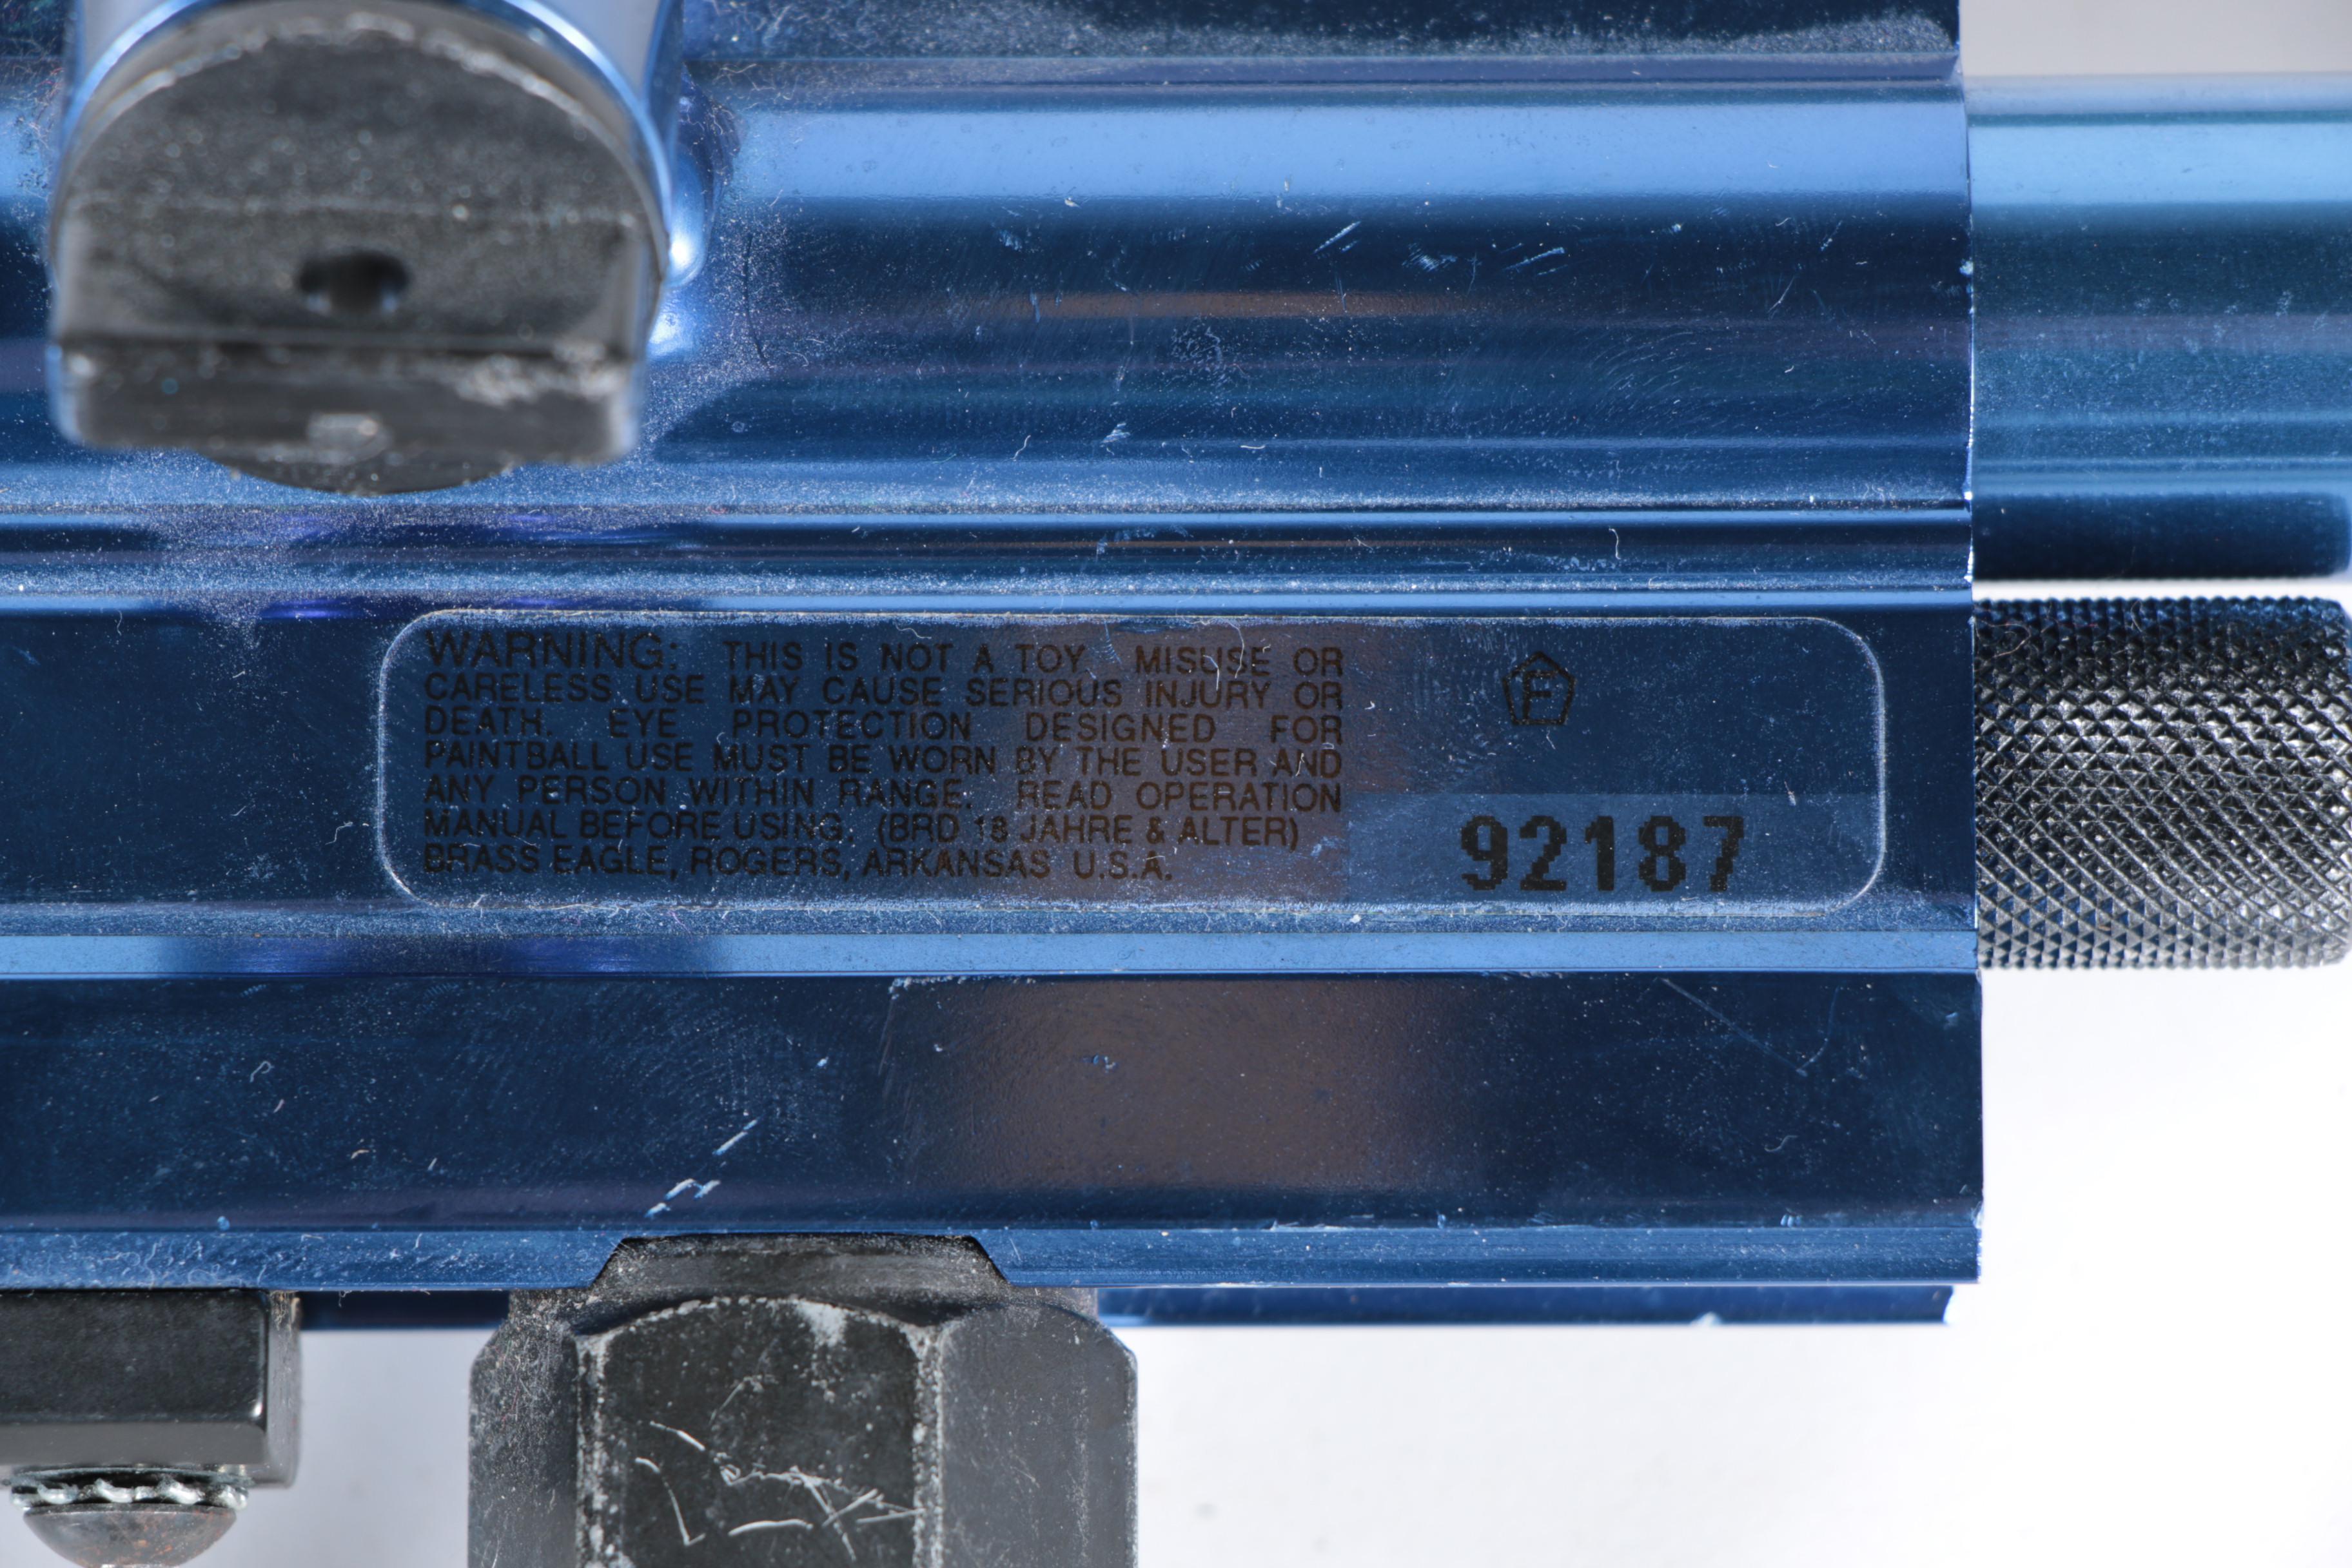 WARNING: THIS IS NOT A TOY. MISUSE OR
CARELESS USE MAY CAUSE SERIOUS INJURY OR
DEATH. EYE PROTECTION DESIGNED FOR
PAINTBALL USE MUST BE WORN BY THE USER AND
ANY PERSON WITHIN RANGE. READ OPERATION
MANUAL BEFORE USING. (BRD 18 JAHRE & ALTER)
BRASS EAGLE, ROGERS, ARKANSAS U.S.A.
F
92187